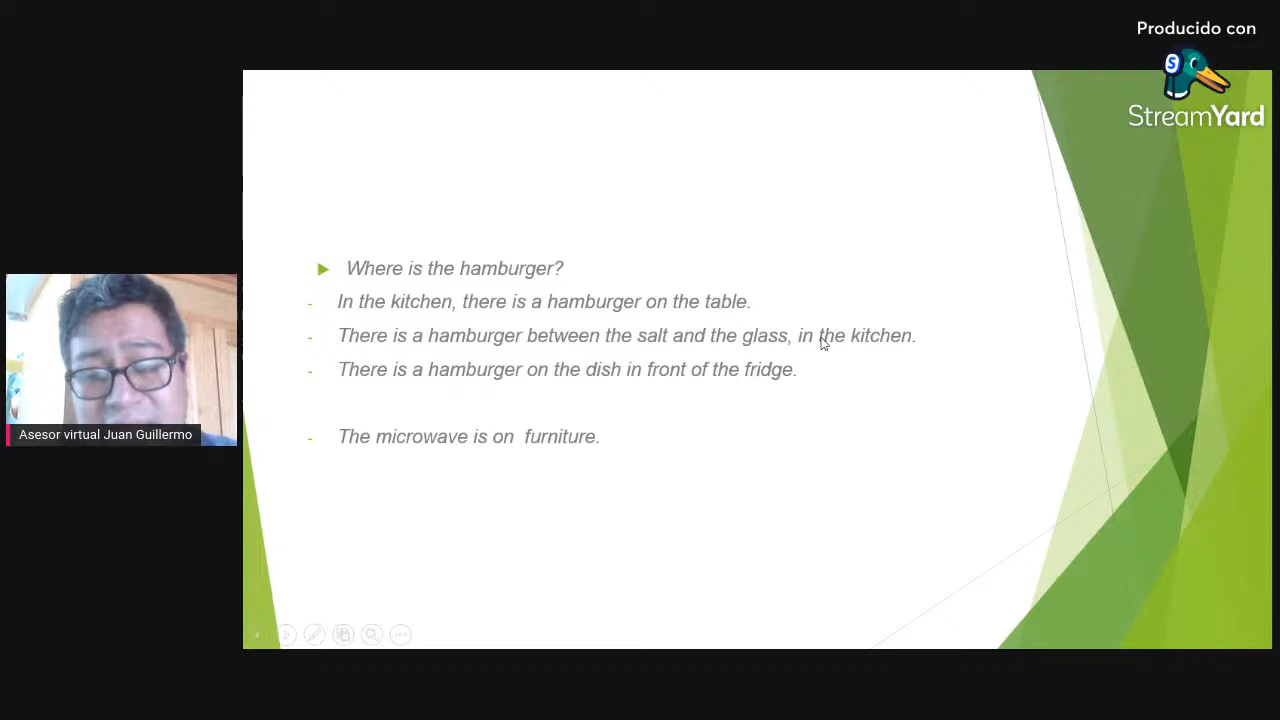 Producido con
StreamYard
Where is the hamburger?
- In the kitchen, there is a hamburger on the table.
- There is a hamburger between the salt and the glass, in the kitchen.
- There is a hamburger on the dish in front of the fridge.
- The microwave is on  furniture.
Asesor virtual Juan Guillermo